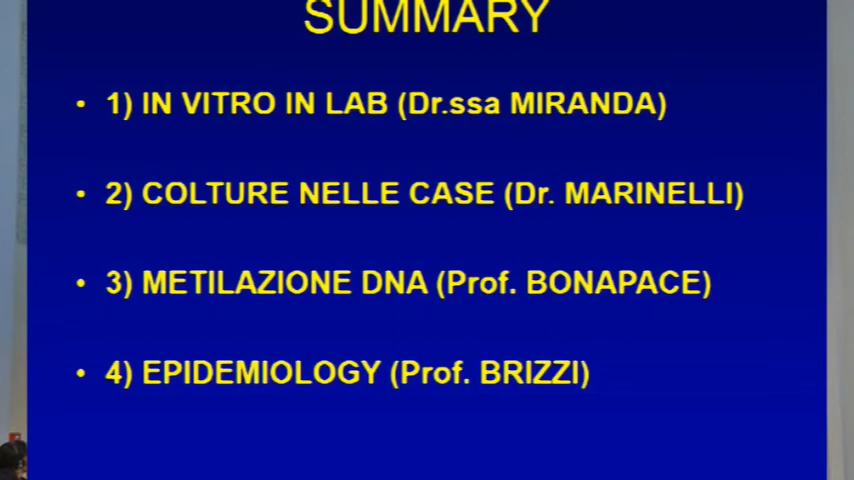 SUMMARY
• 1) IN VITRO IN LAB (Dr.ssa MIRANDA)
• 2) COLTURE NELLE CASE (Dr. MARINELLI)
• 3) METILAZIONE DNA (Prof. BONAPACE)
• 4) EPIDEMIOLOGY (Prof. BRIZZI)